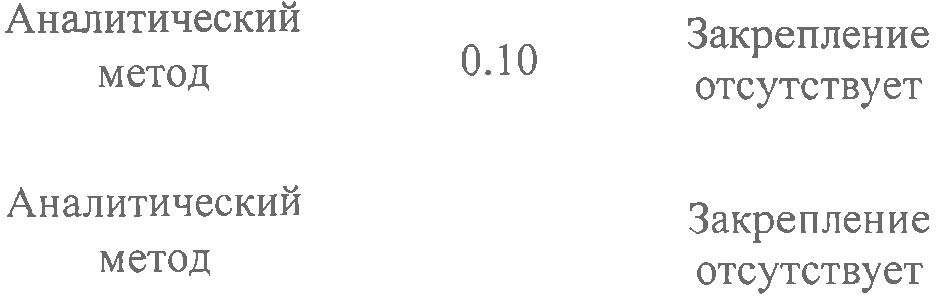 Аналитический
метод
0.10
Закрепление
отсутствует
Аналитический
метод
Закрепление
отсутствует